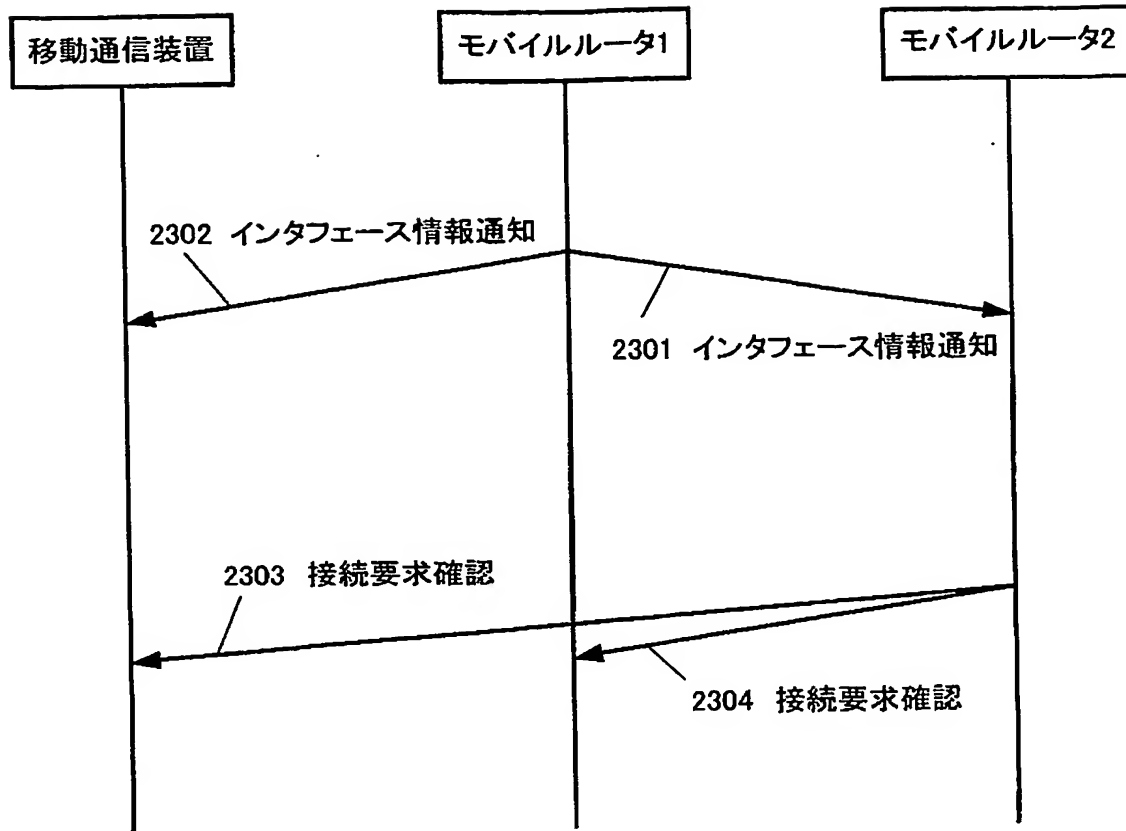 移動通信装置
モバイルルータ1
モバイルルータ2
2302 インタフェース情報通知
2301 インタフェース情報通知
2303 接続要求確認
2304 接続要求確認